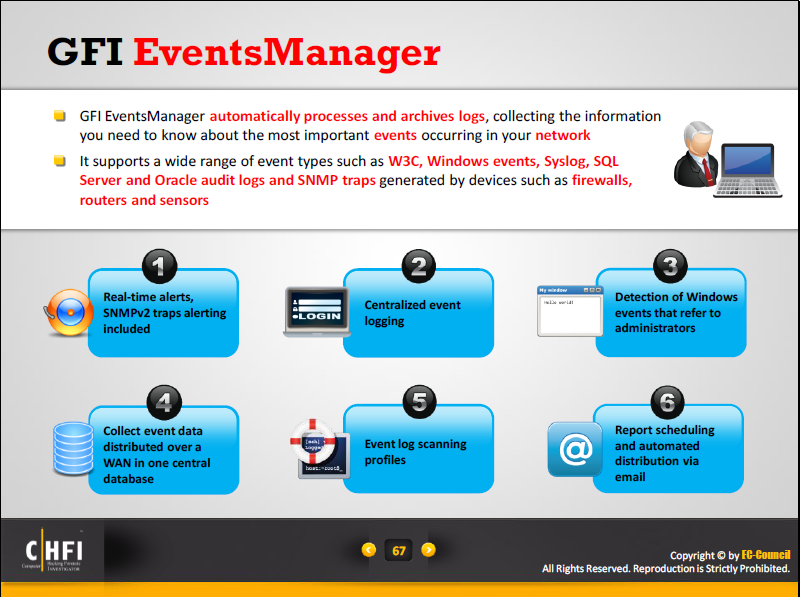 GFI EventsManager
GFI EventsManager automatically processes and archives logs, collecting the information
you need to know about the most important events occurring in your network
It supports a wide range of event types such as W3C, Windows events, Syslog, SQL
Server and Oracle audit logs and SNMP traps generated by devices such as firewalls,
routers and sensors
1
Real-time alerts,
SNMPv2 traps alerting
included
LOGIN
2
Centralized event
logging
My window
Hello world!
3
Detection of Windows
events that refer to
administrators
4
Collect event data
distributed over a
WAN in one central
database
5
Event log scanning
profiles
host:~root$_
@
6
Report scheduling
and automated
distribution via
email
CHFI
Computer Hacking Forensic
INVESTIGATOR
67
Copyright © by EC-Council
All Rights Reserved. Reproduction is Strictly Prohibited.